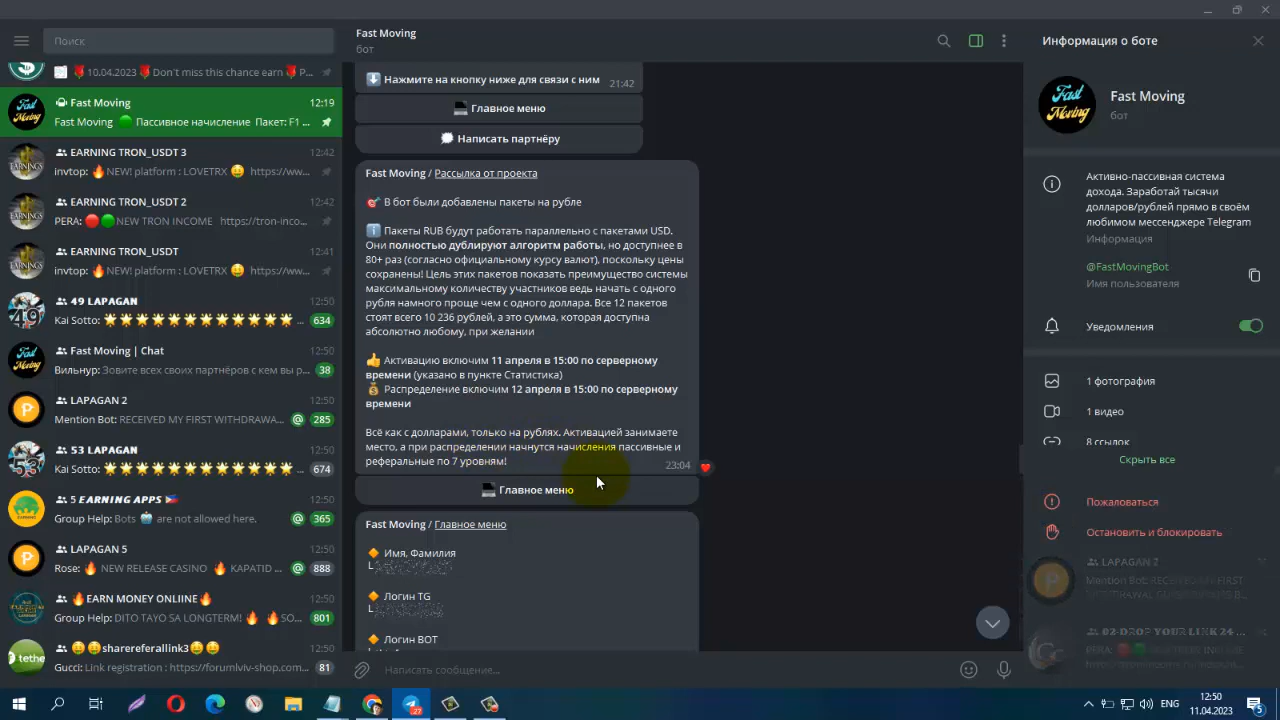 Поиск
🌹10.04.2023🌹Don't miss this chance earn🌹P...
Fast Moving
12:19
Fast Moving 🟢 Пассивное начисление Пакет: F1 ...
EARNING TRON_USDT 3
12:42
invtop: 🔥NEW! platform : LOVETRX 🤑 https://ww...
EARNING TRON_USDT 2
12:42
PERA: 🔴🟢NEW TRON INCOME https://tron-inco...
EARNING TRON_USDT
12:41
invtop: 🔥NEW! platform : LOVETRX 🤑 https://ww...
49 LAPAGAN
12:50
Kai Sotto: 🌟🌟🌟🌟🌟🌟🌟🌟🌟🌟🌟🌟🌟 ...
634
Fast Moving | Chat
12:50
Вильнур: Зовите всех своих партнёров с кем вы р...
38
LAPAGAN 2
12:50
Mention Bot: RECEIVED MY FIRST WITHDRAWA...
@ 285
53 LAPAGAN
12:50
Kai Sotto: 🌟🌟🌟🌟🌟🌟🌟🌟🌟🌟🌟🌟🌟 ...
674
5 EARNING APPS 🇵🇭
12:50
Group Help: Bots 🤖 are not allowed here.
@ 365
LAPAGAN 5
12:50
Rose: 🔥 NEW RELEASE CASINO 🔥 KAPATID ...
@ 888
🔥EARN MONEY ONLIINE🔥
12:50
Group Help: DITO TAYO SA LONGTERM! 🔥 🔥SO...
801
🤑🤑sharereferallink3🤑🤑
12:50
Gucci: Link registration : https://forumlviv-shop.com...
81
Fast Moving
бот
⬇️ Нажмите на кнопку ниже для связи с ним
21:42
Главное меню
Написать партнёру
Fast Moving / Рассылка от проекта
🎯 В бот были добавлены пакеты на рубле
ℹ️ Пакеты RUB будут работать параллельно с пакетами USD.
Они полностью дублируют алгоритм работы, но доступнее в
80+ раз (согласно официальному курсу валют), поскольку цены
сохранены! Цель этих пакетов показать преимущество системы
максимальному количеству участников ведь начать с одного
рубля намного проще чем с одного доллара. Все 12 пакетов
стоят всего 10 236 рублей, а это сумма, которая доступна
абсолютно любому, при желании
👍 Активацию включим 11 апреля в 15:00 по серверному
времени (указано в пункте Статистика)
💰 Распределение включим 12 апреля в 15:00 по серверному
времени
Всё как с долларами, только на рублях. Активацией занимаете
место, а при распределении начнутся начисления пассивные и
реферальные по 7 уровням!
23:04
Главное меню
Fast Moving / Главное меню
🔶 Имя, Фамилия
🔶 Логин TG
🔶 Логин BOT
Написать сообщение...
Информация о боте
Fast Moving
бот
Активно-пассивная система
дохода. Заработай тысячи
долларов/рублей прямо в своём
любимом мессенджере Telegram
Информация
@FastMovingBot
Имя пользователя
Уведомления
1 фотография
1 видео
8 ссылок
Скрыть все
Пожаловаться
Остановить и блокировать
LAPAGAN 2
Mention Bot: RECEIVED MY FIRST
ENG
12:50
11.04.2023